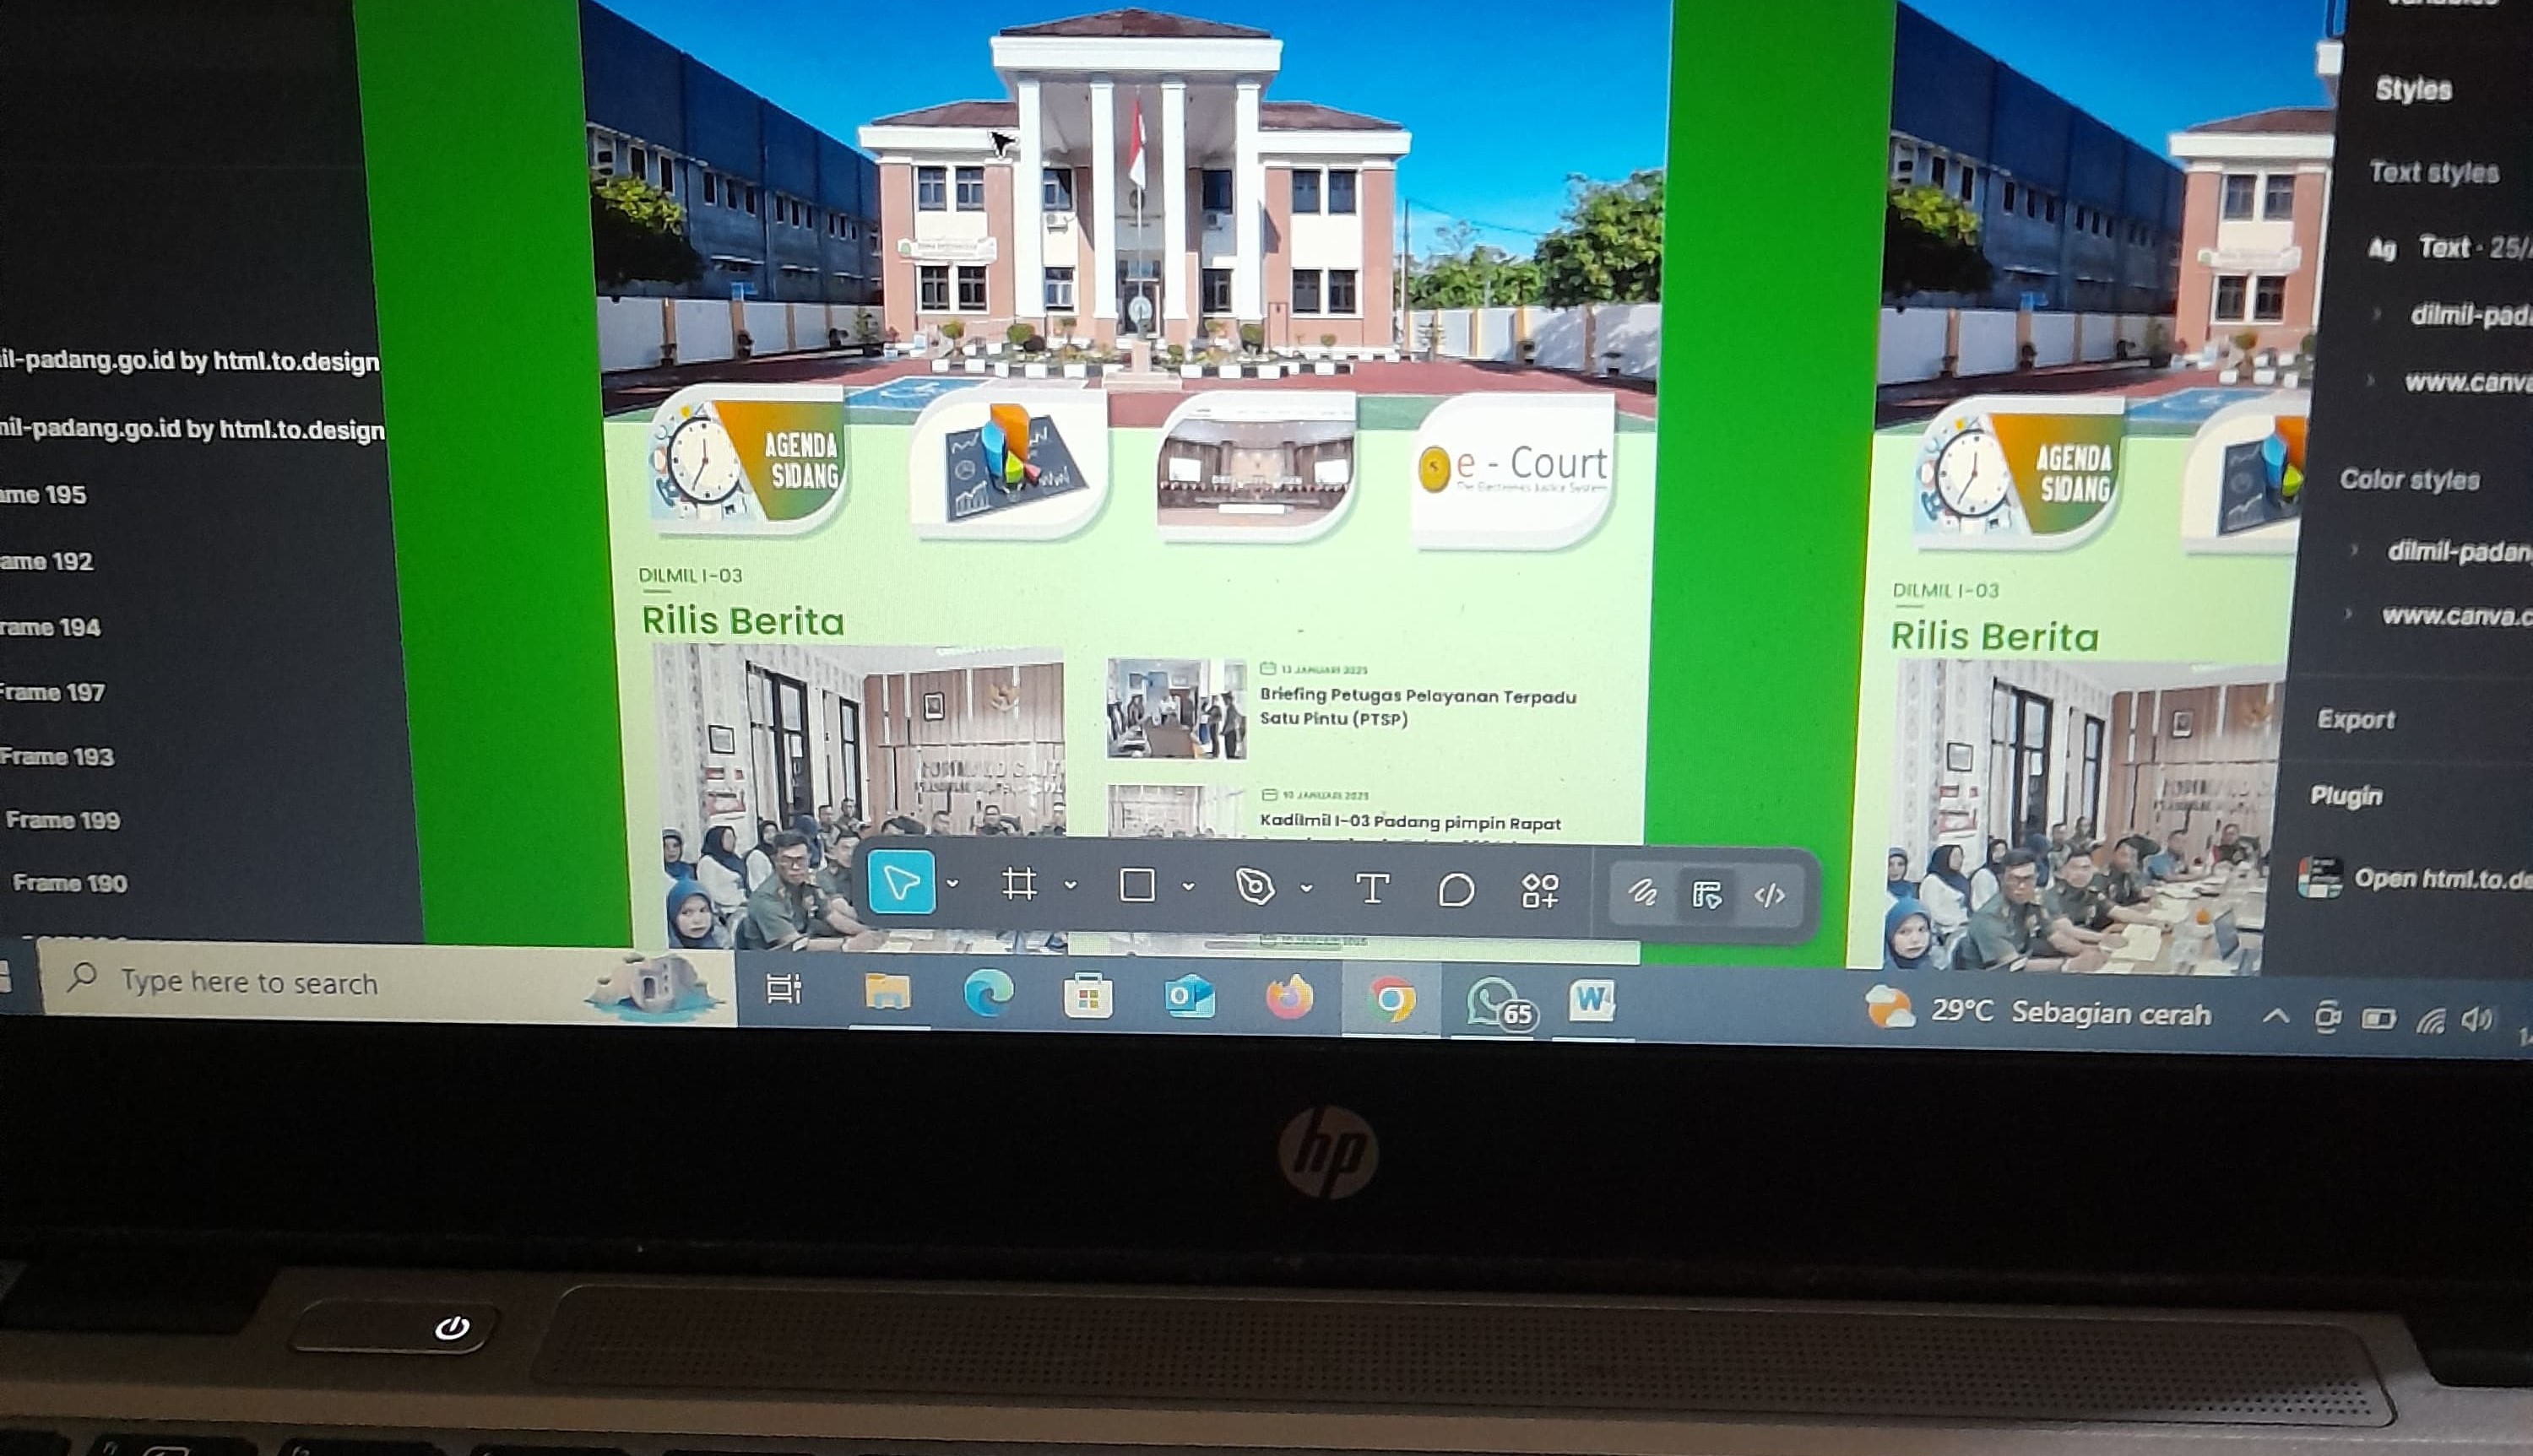 Styles
Text styles
Ag Text · 25/
dilmil-pad
www.canva
Color styles
dilmil-padan
www.canva.c
Export
Plugin
Open html.to.de
il-padang.go.id by html.to.design
mil-padang.go.id by html.to.design
ame 195
ame 192
rame 194
Frame 197
Frame 193
Frame 199
Frame 190
AGENDA
SIDANG
e - Court
The Electronics Justice System
DILMIL I-03
Rilis Berita
13 JANUARI 2025
Briefing Petugas Pelayanan Terpadu
Satu Pintu (PTSP)
10 JANUARI 2025
Kadilmil I-03 Padang pimpin Rapat
AGENDA
SIDANG
DILMIL I-03
Rilis Berita
T
</>
Type here to search
65
W
29°C Sebagian cerah
hp